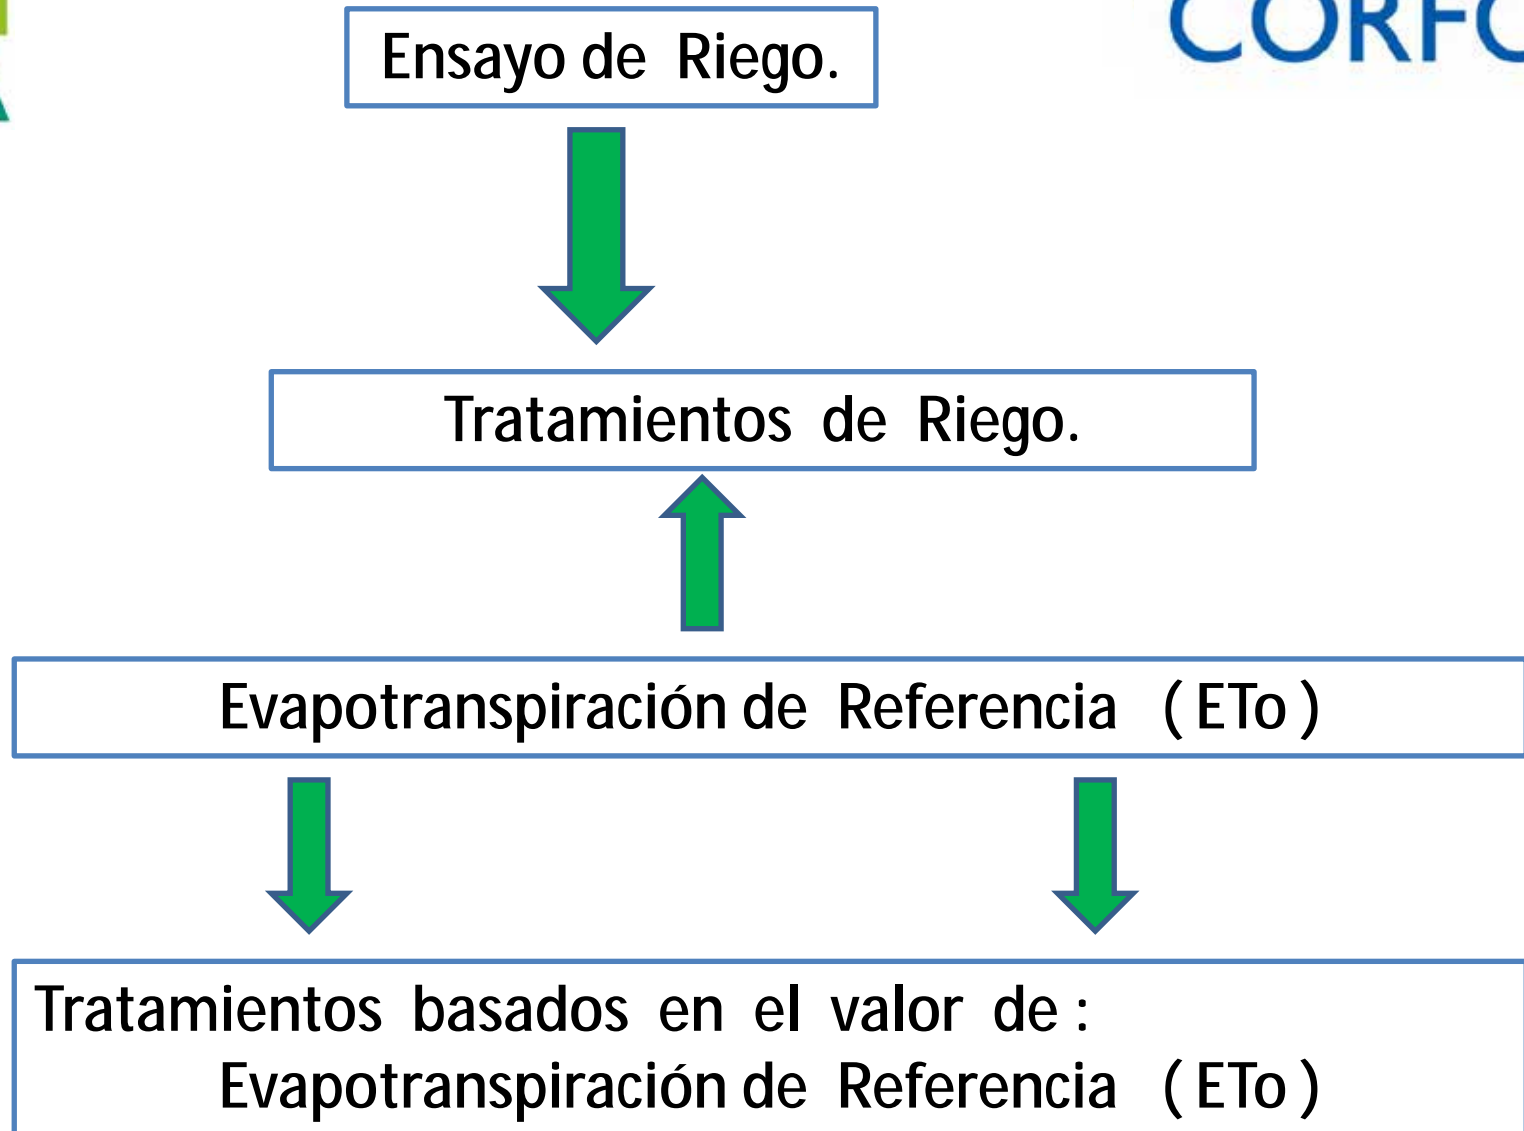 CORFO
Ensayo de Riego.
Tratamientos de Riego.
Evapotranspiración de Referencia (ETo)
Tratamientos basados en el valor de:
Evapotranspiración de Referencia (ETo)